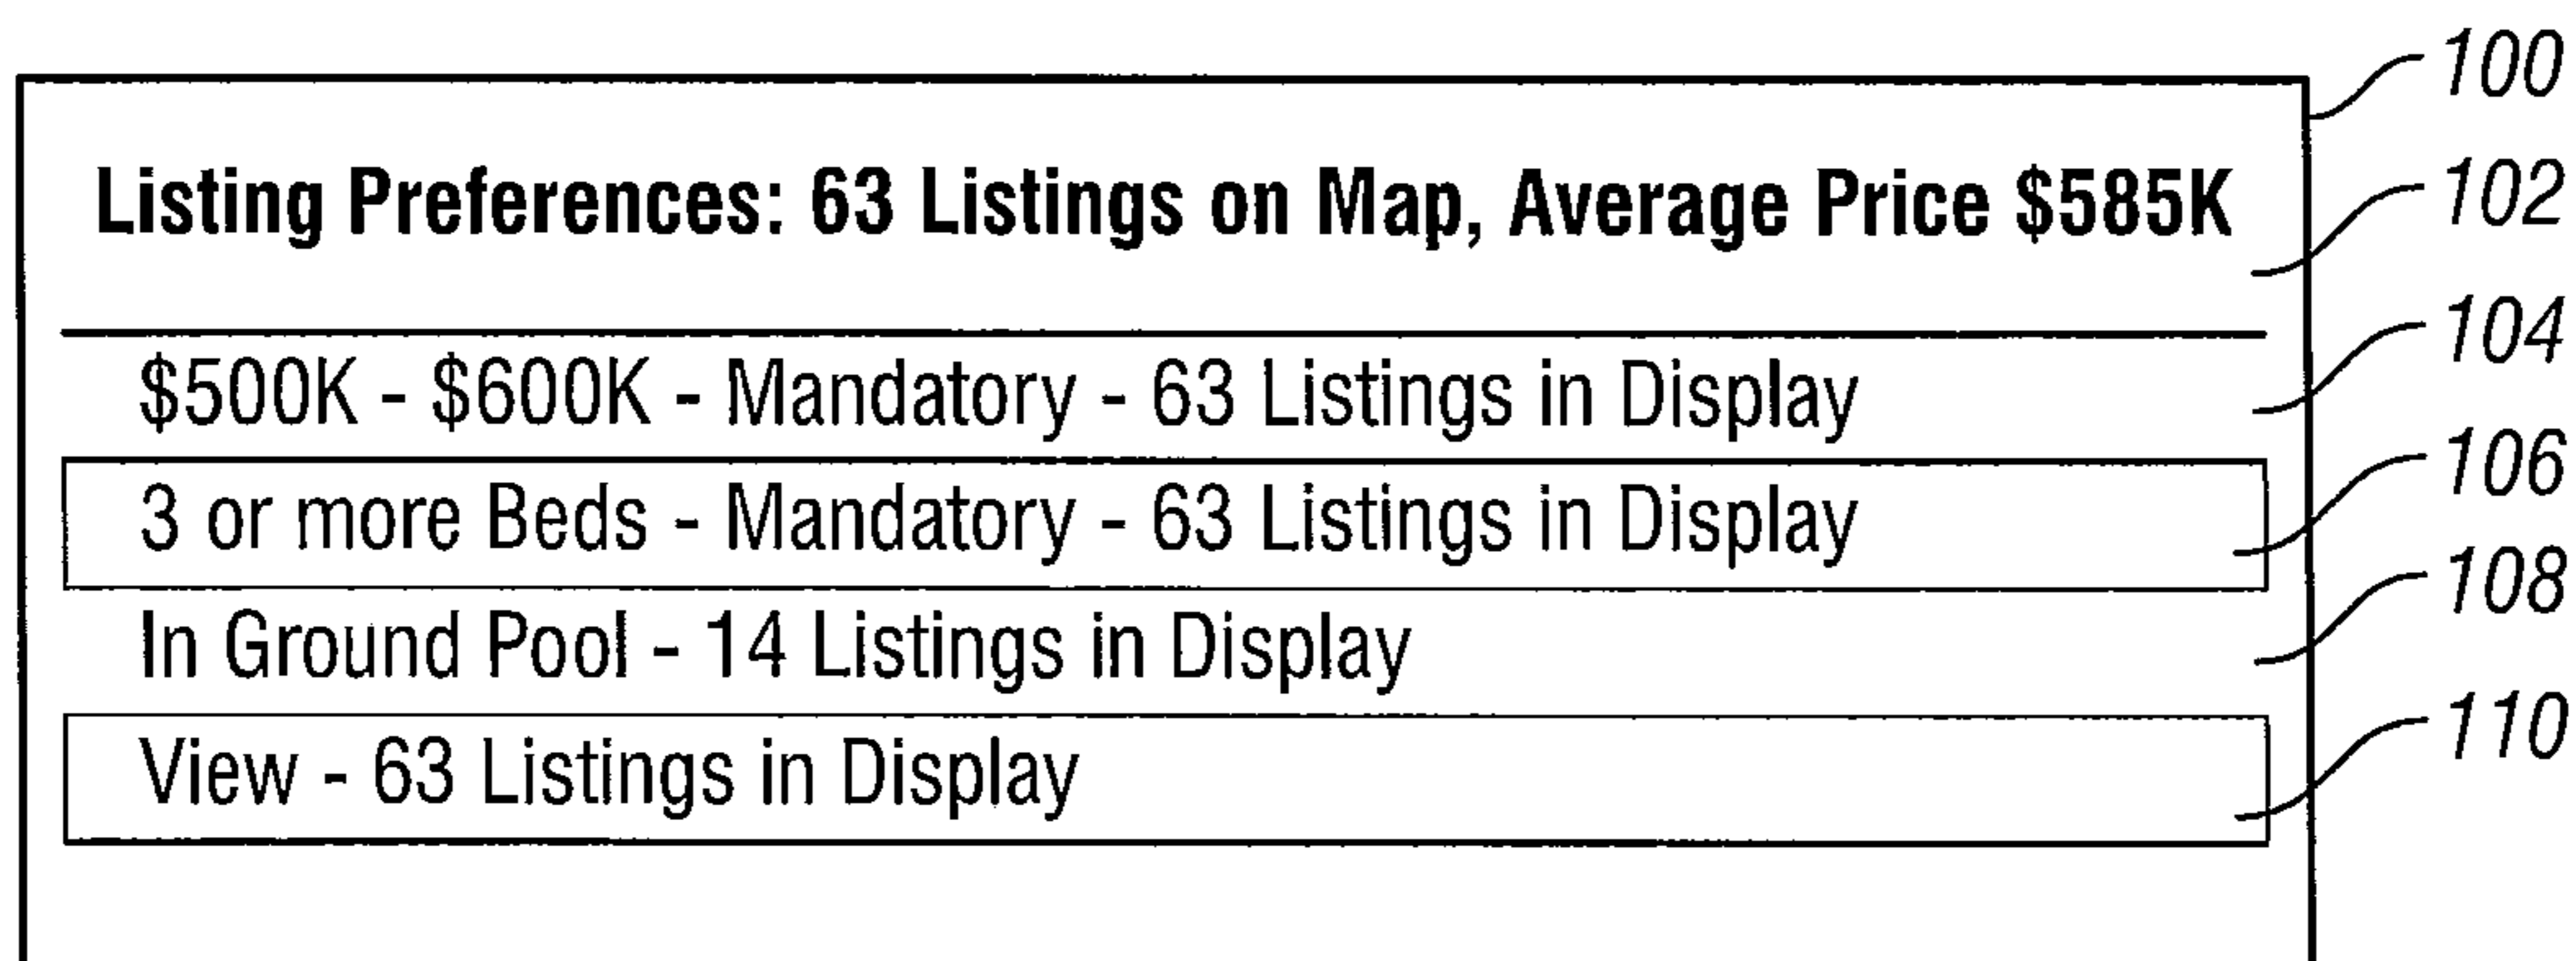 100
Listing Preferences: 63 Listings on Map, Average Price $585K
102
$500K - $600K - Mandatory - 63 Listings in Display
104
3 or more Beds - Mandatory - 63 Listings in Display
106
In Ground Pool - 14 Listings in Display
108
View - 63 Listings in Display
110